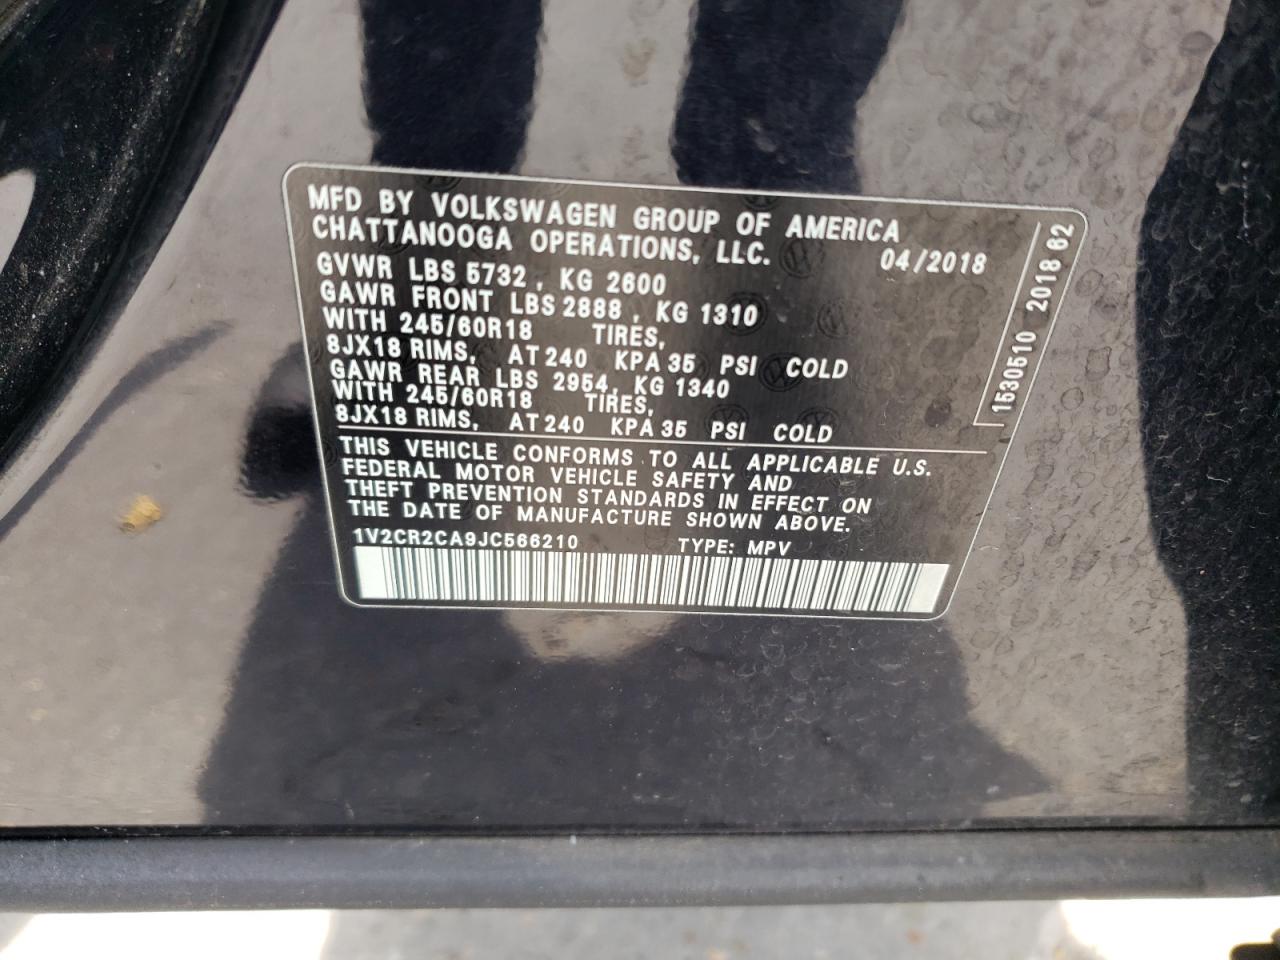 MFD BY VOLKSWAGEN GROUP OF AMERICA
CHATTANOOGA OPERATIONS, LLC. 04/2018
GVWR LBS 5732 , KG 2600
GAWR FRONT LBS 2888 , KG 1310
WITH 245/60R18 TIRES,
8JX18 RIMS, AT 240 KPA 35 PSI COLD
GAWR REAR LBS 2954, KG 1340
WITH 245/60R18 TIRES,
8JX18 RIMS, AT 240 KPA 35 PSI COLD
THIS VEHICLE CONFORMS TO ALL APPLICABLE U.S.
FEDERAL MOTOR VEHICLE SAFETY AND
THEFT PREVENTION STANDARDS IN EFFECT ON
THE DATE OF MANUFACTURE SHOWN ABOVE.
1V2CR2CA9JC566210 TYPE: MPV
1530510 2018 62